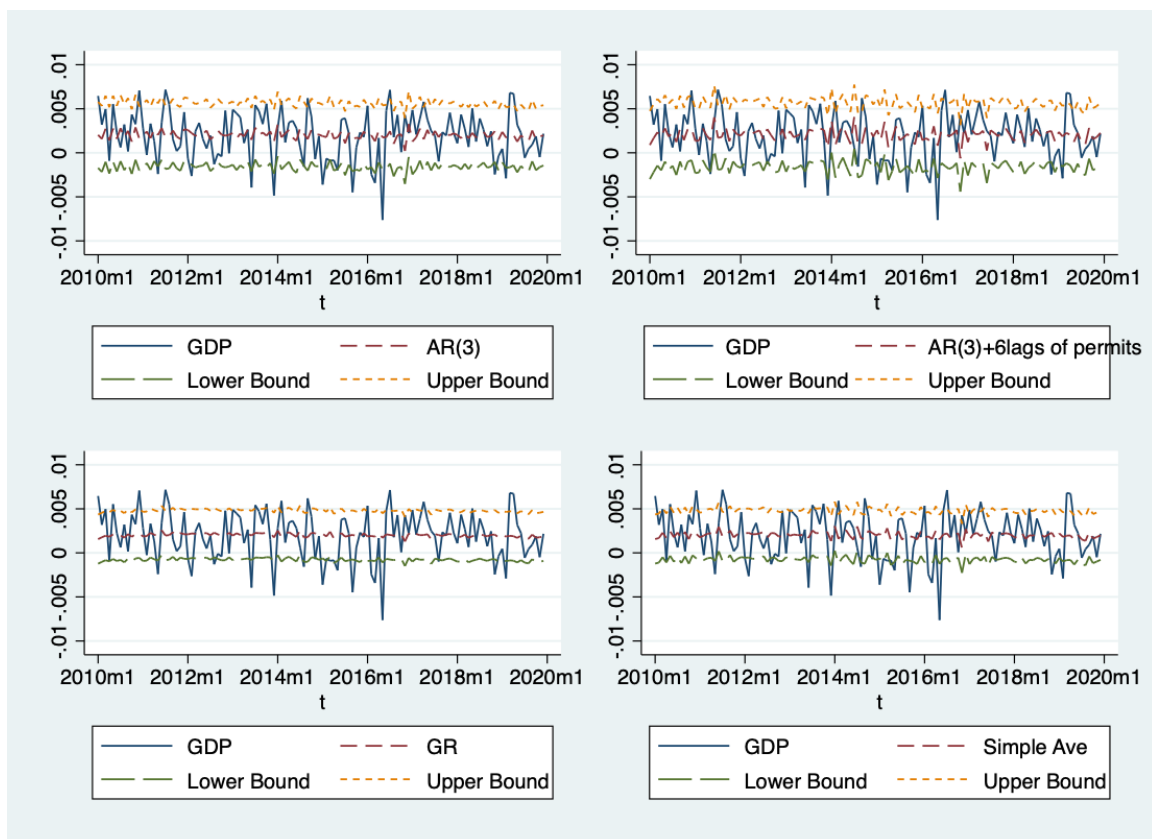 .01
.005
0
-.005
-.01
2010m1 2012m1 2014m1 2016m1 2018m1 2020m1
t
GDP AR(3)
Lower Bound Upper Bound
.01
.005
0
-.005
-.01
2010m1 2012m1 2014m1 2016m1 2018m1 2020m1
t
GDP AR(3)+6lags of permits
Lower Bound Upper Bound
.01
.005
0
-.005
-.01
2010m1 2012m1 2014m1 2016m1 2018m1 2020m1
t
GDP GR
Lower Bound Upper Bound
.01
.005
0
-.005
-.01
2010m1 2012m1 2014m1 2016m1 2018m1 2020m1
t
GDP Simple Ave
Lower Bound Upper Bound